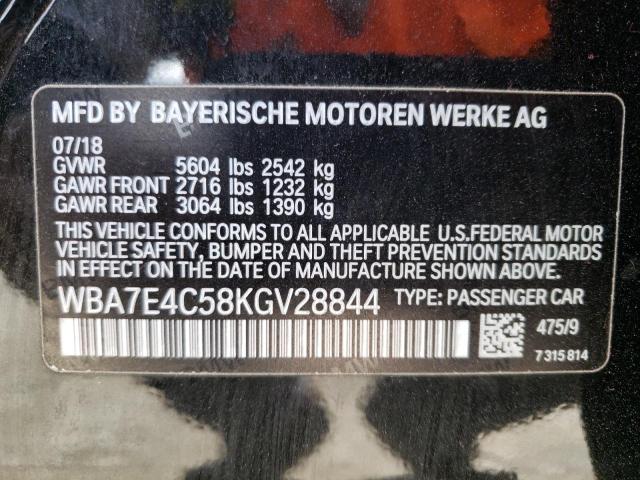 MFD BY BAYERISCHE MOTOREN WERKE AG
07/18
GVWR 5604 lbs 2542 kg
GAWR FRONT 2716 lbs 1232 kg
GAWR REAR 3064 lbs 1390 kg
THIS VEHICLE CONFORMS TO ALL APPLICABLE U.S.FEDERAL MOTOR
VEHICLE SAFETY, BUMPER AND THEFT PREVENTION STANDARDS
IN EFFECT ON THE DATE OF MANUFACTURE SHOWN ABOVE.
WBA7E4C58KGV28844 TYPE: PASSENGER CAR
475/9
7 315 814